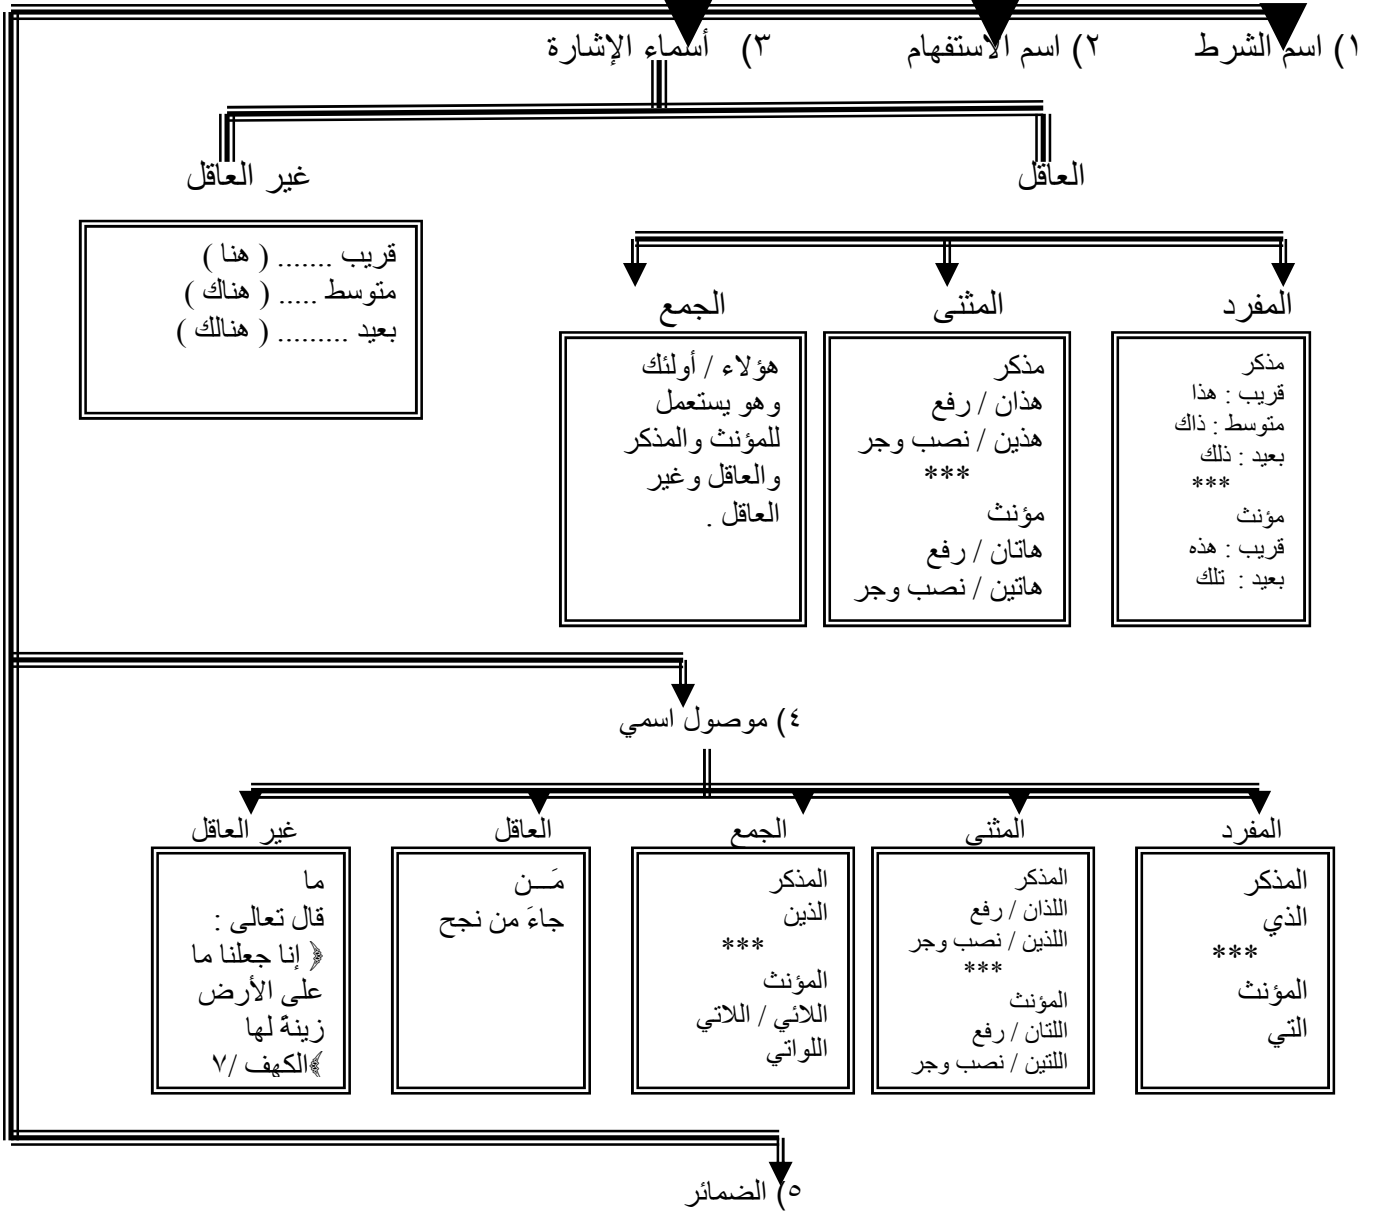 ١) اسم الشرط
٢) اسم الاستفهام
٣) أسماء الإشارة
العاقل
غير العاقل
المفرد
مذكر
قريب : هذا
متوسط : ذاك
بعيد : ذلك
***
مؤنث
قريب : هذه
بعيد : تلك
المثنى
مذكر
هذان / رفع
هذين / نصب وجر
***
مؤنث
هاتان / رفع
هاتين / نصب وجر
الجمع
هؤلاء / أولئك
وهو يستعمل
للمؤنث والمذكر
والعاقل وغير
العاقل .
قريب ....... ( هنا )
متوسط ..... ( هناك )
بعيد ......... ( هنالك )
٤) موصول اسمي
المفرد
المذكر
الذي
***
المؤنث
التي
المثنى
المذكر
اللذان / رفع
اللذين / نصب وجر
***
المؤنث
اللتان / رفع
اللتين / نصب وجر
الجمع
المذكر
الذين
***
المؤنث
اللائي / اللاتي
اللواتي
العاقل
مَــن
جاءَ من نجح
غير العاقل
ما
قال تعالى :
﴿ إنا جعلنا ما
على الأرض
زينةً لها
﴾الكهف /٧
٥) الضمائر